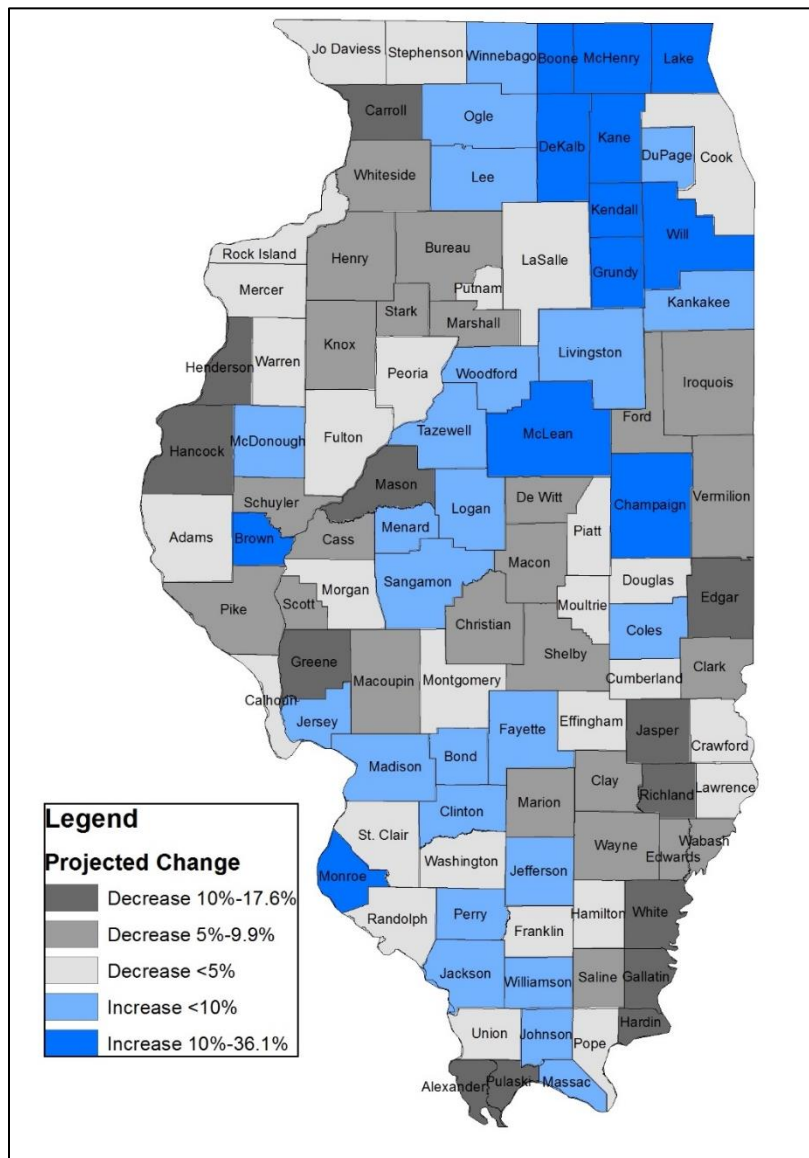 Jo Daviess
Stephenson
Winnebago
Boone
McHenry
Lake
Carroll
Ogle
DeKalb
Kane
DuPage
Cook
Whiteside
Lee
Kendall
Will
Rock Island
Henry
Bureau
LaSalle
Grundy
Mercer
Putnam
Kankakee
Stark
Marshall
Henderson
Warren
Knox
Peoria
Woodford
Livingston
Iroquois
Ford
Hancock
McDonough
Fulton
Tazewell
McLean
Mason
Schuyler
Logan
De Witt
Champaign
Vermilion
Adams
Brown
Cass
Menard
Piatt
Macon
Sangamon
Douglas
Morgan
Moultrie
Edgar
Pike
Scott
Christian
Coles
Shelby
Greene
Macoupin
Montgomery
Cumberland
Clark
Calhoun
Jersey
Fayette
Effingham
Jasper
Crawford
Madison
Bond
Clay
Richland
Lawrence
Clinton
Marion
St. Clair
Wayne
Edwards
Wabash
Washington
Monroe
Jefferson
Randolph
Perry
Franklin
Hamilton
White
Jackson
Williamson
Saline
Gallatin
Hardin
Union
Johnson
Pope
Alexander
Pulaski
Massac
Legend
Projected Change
Decrease 10%-17.6%
Decrease 5%-9.9%
Decrease <5%
Increase <10%
Increase 10%-36.1%